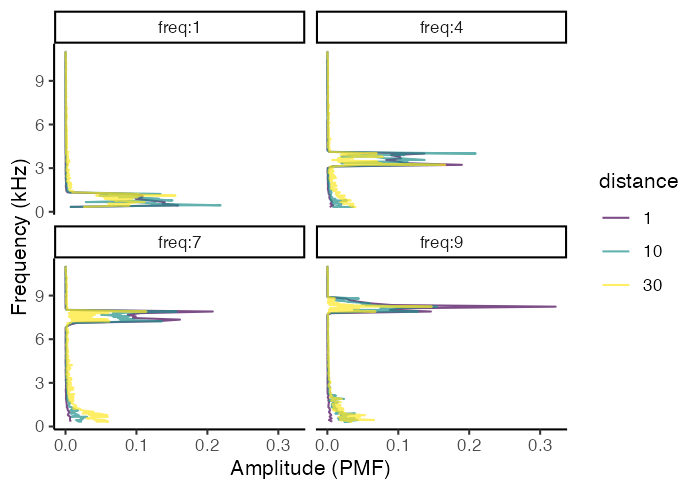 freq:1
freq:4
9
6
3
0
freq:7
freq:9
9
6
3
0
0.0
0.1
0.2
0.3
0.0
0.1
0.2
0.3
Amplitude (PMF)
Frequency (kHz)
distance
1
10
30